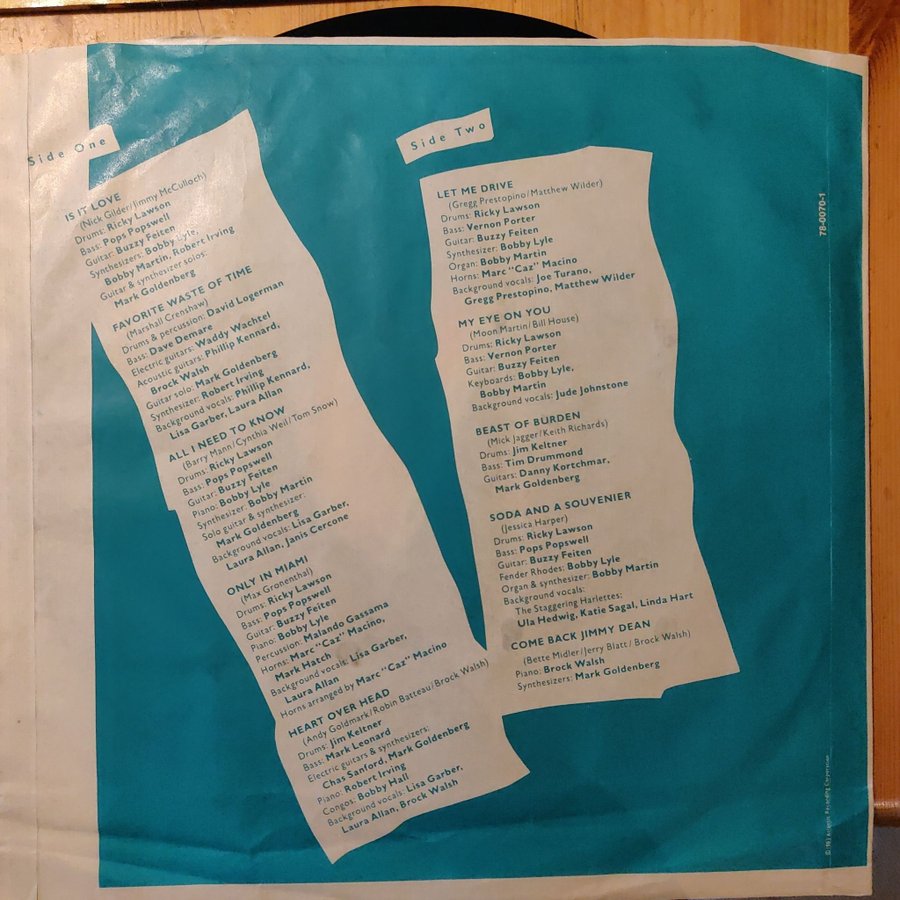 Side One
IS IT LOVE
(Nick Gilder/Jimmy McCulloch)
Drums: Ricky Lawson
Bass: Pops Popswell
Guitar: Buzzy Feiten
Synthesizers: Bobby Lyle,
Bobby Martin, Robert Irving
Guitar & synthesizer solos:
Mark Goldenberg
FAVORITE WASTE OF TIME
(Marshall Crenshaw)
Drums & percussion: David Logerman
Bass: Dave Demare
Electric guitars: Waddy Wachtel
Acoustic guitars: Phillip Kennard,
Brock Walsh
Guitar solo: Mark Goldenberg
Synthesizer: Robert Irving
Background vocals: Phillip Kennard,
Lisa Garber, Laura Allan
ALL I NEED TO KNOW
(Barry Mann/Cynthia Weil/Tom Snow)
Drums: Ricky Lawson
Bass: Pops Popswell
Guitar: Buzzy Feiten
Piano: Bobby Lyle
Synthesizer: Bobby Martin
Solo guitar & synthesizer:
Mark Goldenberg
Background vocals: Lisa Garber,
Laura Allan, Janis Cercone
ONLY IN MIAMI
(Max Gronenthal)
Drums: Ricky Lawson
Bass: Pops Popswell
Guitar: Buzzy Feiten
Piano: Bobby Lyle
Percussion: Malando Gassama
Horns: Marc "Caz" Macino,
Mark Hatch
Background vocals: Lisa Garber,
Laura Allan
Horns arranged by Marc "Caz" Macino
HEART OVER HEAD
(Andy Goldmark/Robin Batteau/Brock Walsh)
Drums: Jim Keltner
Bass: Mark Leonard
Electric guitars & synthesizers:
Chas Sanford, Mark Goldenberg
Piano: Robert Irving
Congos: Bobby Hall
Background vocals: Lisa Garber,
Laura Allan, Brock Walsh
Side Two
LET ME DRIVE
(Gregg Prestopino/Matthew Wilder)
Drums: Ricky Lawson
Bass: Vernon Porter
Guitar: Buzzy Feiten
Synthesizer: Bobby Lyle
Organ: Bobby Martin
Horns: Marc "Caz" Macino
Background vocals: Joe Turano,
Gregg Prestopino, Matthew Wilder
MY EYE ON YOU
(Moon Martin/Bill House)
Drums: Ricky Lawson
Bass: Vernon Porter
Guitar: Buzzy Feiten
Keyboards: Bobby Lyle,
Bobby Martin
Background vocals: Jude Johnstone
BEAST OF BURDEN
(Mick Jagger/Keith Richards)
Drums: Jim Keltner
Bass: Tim Drummond
Guitars: Danny Kortchmar,
Mark Goldenberg
SODA AND A SOUVENIER
(Jessica Harper)
Drums: Ricky Lawson
Bass: Pops Popswell
Guitar: Buzzy Feiten
Fender Rhodes: Bobby Lyle
Organ & synthesizer: Bobby Martin
Background vocals:
The Staggering Harlettes:
Ula Hedwig, Katie Sagal, Linda Hart
COME BACK JIMMY DEAN
(Bette Midler/Jerry Blatt/Brock Walsh)
Piano: Brock Walsh
Synthesizers: Mark Goldenberg
78-0070-1
© 1983 Atlantic Recording Corporation